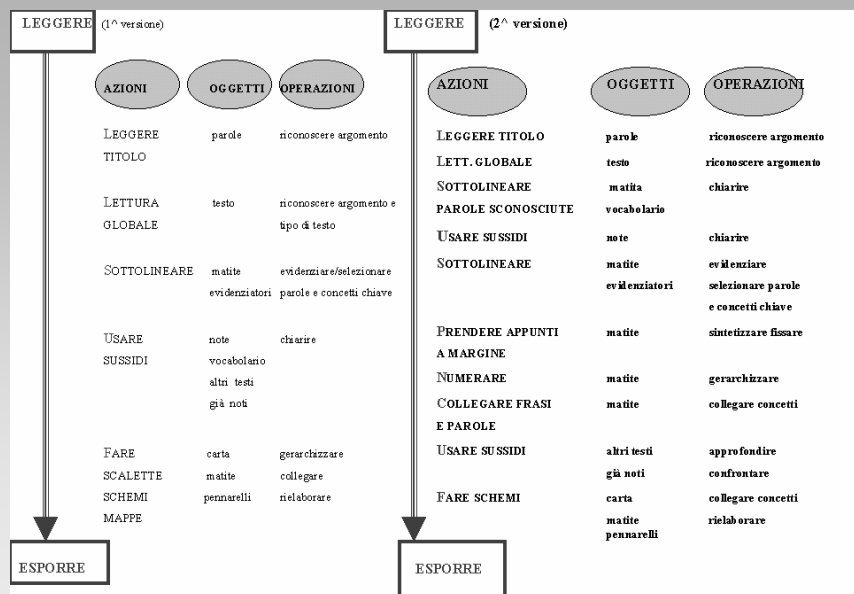 LEGGERE (1^ versione)
AZIONI OGGETTI OPERAZIONI
LEGGERE parole riconoscere argomento
TITOLO
LETTURA testo riconoscere argomento e
GLOBALE tipo di testo
SOTTOLINEARE matite evidenziare/selezionare
evidenziatori parole e concetti chiave
USARE note chiarire
SUSSIDI vocabolario
altri testi
già noti
FARE carta gerarchizzare
SCALETTE matite collegare
SCHEMI pennarelli rielaborare
MAPPE
ESPORRE
LEGGERE (2^ versione)
AZIONI OGGETTI OPERAZIONI
LEGGERE TITOLO parole riconoscere argomento
LETT. GLOBALE testo riconoscere argomento
SOTTOLINEARE matita chiarire
PAROLE SCONOSCIUTE vocabolario
USARE SUSSIDI note chiarire
SOTTOLINEARE matite evidenziare
evidenziatori selezionare parole
e concetti chiave
PRENDERE APPUNTI matite sintetizzare fissare
A MARGINE
NUMERARE matite gerarchizzare
COLLEGARE FRASI matite collegare concetti
E PAROLE
USARE SUSSIDI altri testi approfondire
già noti confrontare
FARE SCHEMI carta collegare concetti
matite rielaborare
pennarelli
ESPORRE